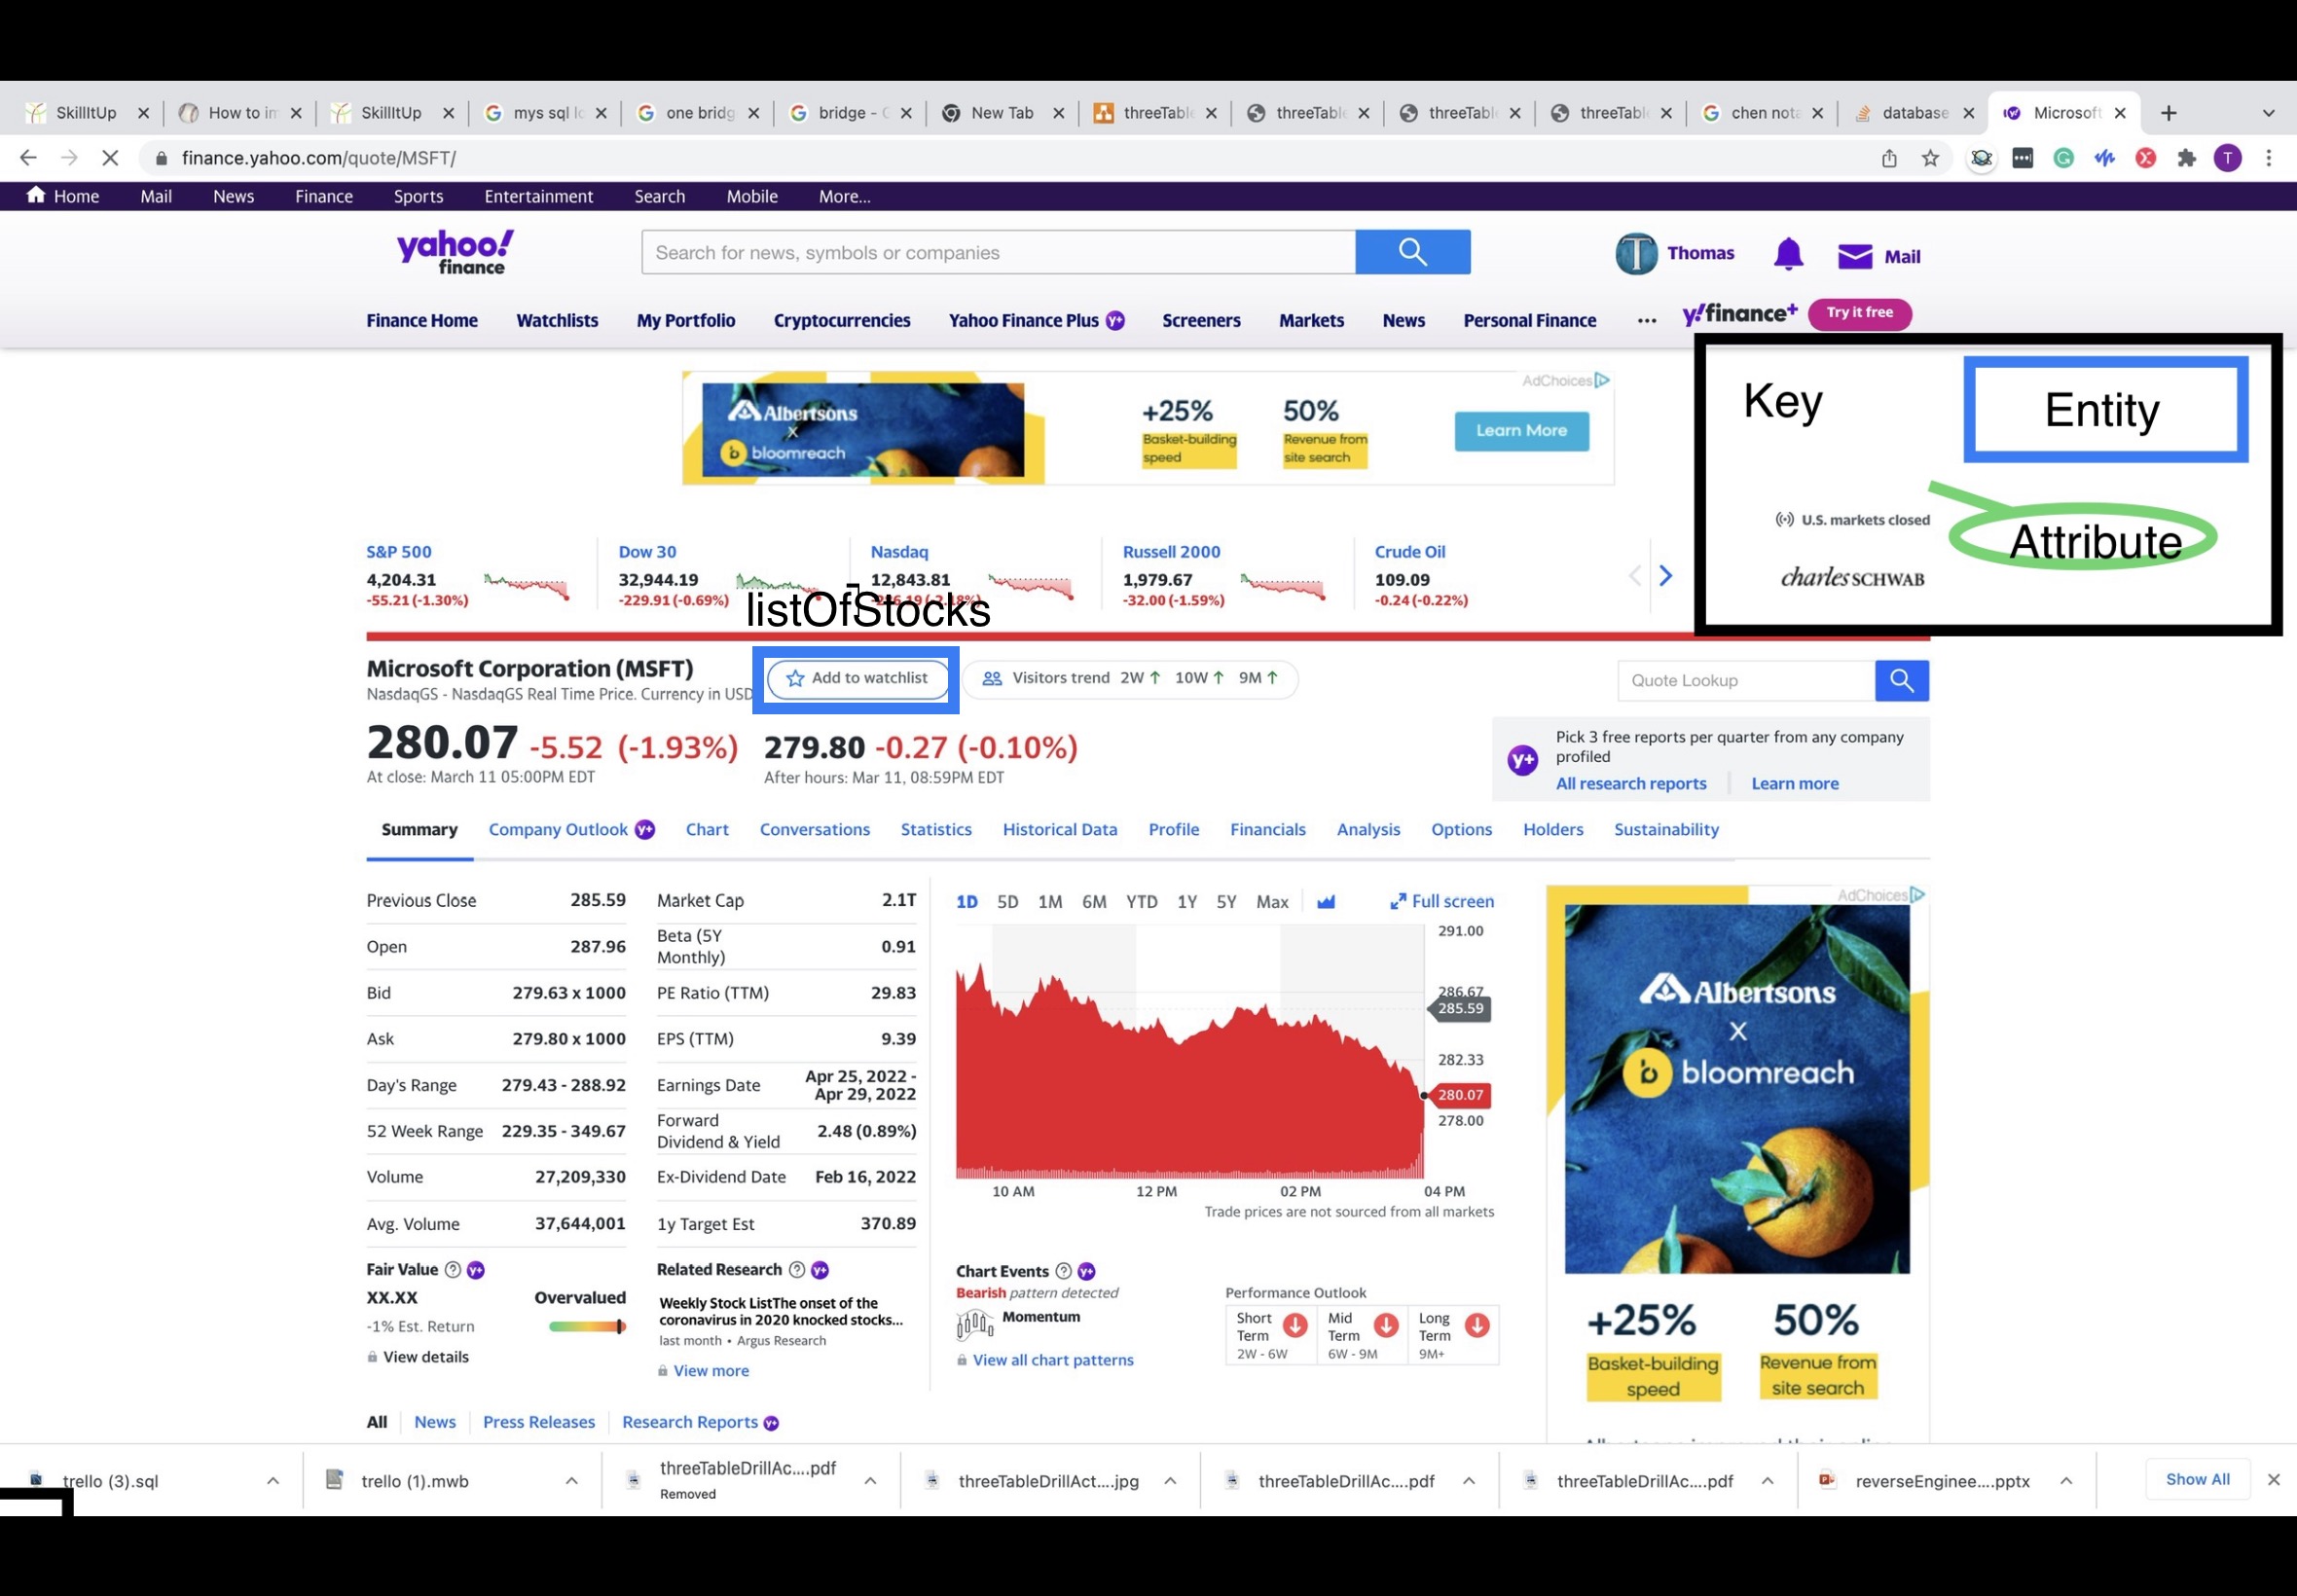 SkillItUp
How to im
SkillItUp
mys sql lo
one bridg
bridge - G
New Tab
threeTable
threeTable
threeTable
threeTable
chen nota
database
Microsoft
finance.yahoo.com/quote/MSFT/
T
Home Mail News Finance Sports Entertainment Search Mobile More...
yahoo!
finance
Search for news, symbols or companies
T Thomas Mail
Finance Home Watchlists My Portfolio Cryptocurrencies Yahoo Finance Plus y+ Screeners Markets News Personal Finance ... y!finance+ Try it free
Key
Entity
Attribute
U.S. markets closed
charles SCHWAB
AdChoices
Albertsons
x
b bloomreach
+25%
Basket-building
speed
50%
Revenue from
site search
Learn More
S&P 500
4,204.31
-55.21 (-1.30%)
Dow 30
32,944.19
-229.91 (-0.69%)
Nasdaq
12,843.81
Russell 2000
1,979.67
-32.00 (-1.59%)
Crude Oil
109.09
-0.24 (-0.22%)
listOfStocks
Microsoft Corporation (MSFT)
NasdaqGS - NasdaqGS Real Time Price. Currency in USD
Add to watchlist
Visitors trend 2W ↑ 10W ↑ 9M ↑
Quote Lookup
280.07 -5.52 (-1.93%)
At close: March 11 05:00PM EDT
279.80 -0.27 (-0.10%)
After hours: Mar 11, 08:59PM EDT
y+
Pick 3 free reports per quarter from any company
profiled
All research reports Learn more
Summary Company Outlook y+ Chart Conversations Statistics Historical Data Profile Financials Analysis Options Holders Sustainability
Previous Close 285.59
Open 287.96
Bid 279.63 x 1000
Ask 279.80 x 1000
Day's Range 279.43 - 288.92
52 Week Range 229.35 - 349.67
Volume 27,209,330
Avg. Volume 37,644,001
Market Cap 2.1T
Beta (5Y
Monthly) 0.91
PE Ratio (TTM) 29.83
EPS (TTM) 9.39
Earnings Date Apr 25, 2022 -
Apr 29, 2022
Forward
Dividend & Yield 2.48 (0.89%)
Ex-Dividend Date Feb 16, 2022
1y Target Est 370.89
1D 5D 1M 6M YTD 1Y 5Y Max Full screen
291.00
286.67
285.59
282.33
280.07
278.00
10 AM 12 PM 02 PM 04 PM
Trade prices are not sourced from all markets
AdChoices
Albertsons
x
b bloomreach
+25%
Basket-building
speed
50%
Revenue from
site search
Fair Value ? y+
XX.XX Overvalued
-1% Est. Return
View details
Related Research ? y+
Weekly Stock ListThe onset of the
coronavirus in 2020 knocked stocks...
last month • Argus Research
View more
Chart Events ? y+
Bearish pattern detected
Momentum
View all chart patterns
Performance Outlook
Short
Term
2W - 6W
Mid
Term
6W - 9M
Long
Term
9M+
All News Press Releases Research Reports y+
trello (3).sql
trello (1).mwb
threeTableDrillAc....pdf
Removed
threeTableDrillAct....jpg
threeTableDrillAc....pdf
threeTableDrillAc....pdf
reverseEnginee....pptx
Show All